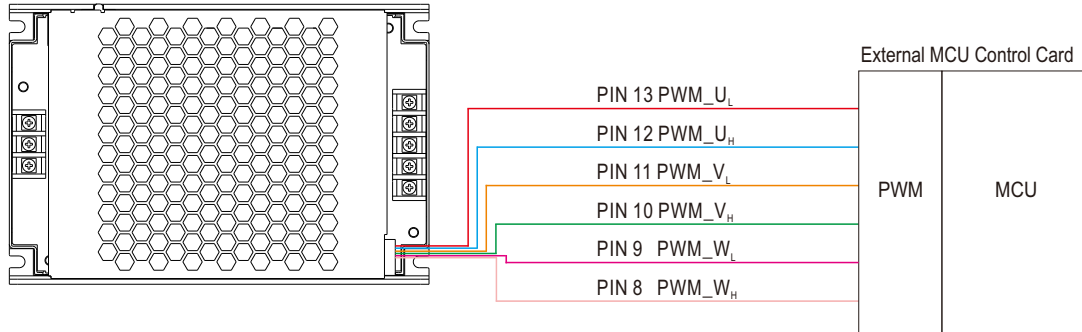 External MCU Control Card
PIN 13 PWM_UL
PIN 12 PWM_UH
PIN 11 PWM_VL
PIN 10 PWM_VH
PIN 9 PWM_WL
PIN 8 PWM_WH
PWM
MCU